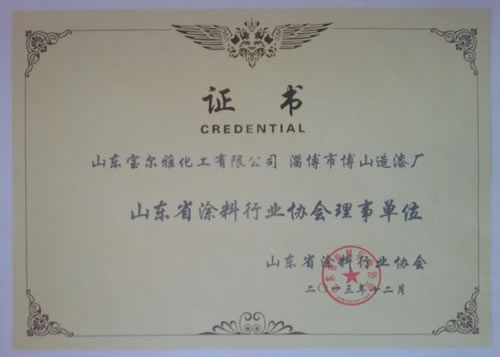 证书
CREDENTIAL
山东宝尔雅化工有限公司 淄博市博山造漆厂
山东省涂料行业协会理事单位
山东省涂料行业协会
二〇一三年十二月